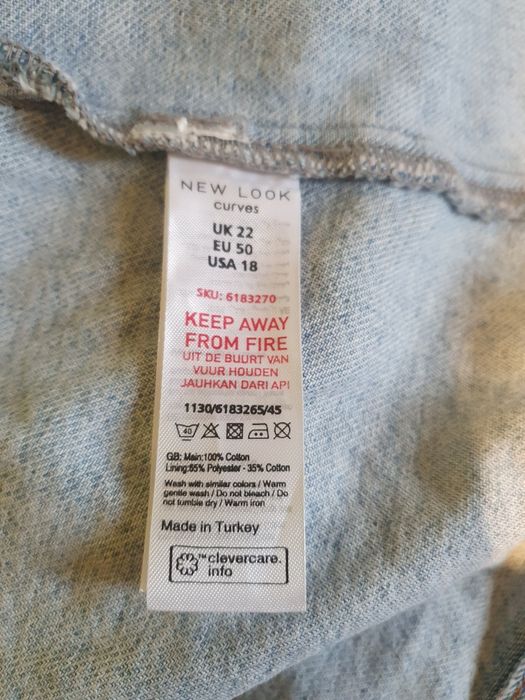 NEW LOOK
curves
UK 22
EU 50
USA 18
SKU: 6183270
KEEP AWAY
FROM FIRE
UIT DE BUURT VAN
VUUR HOUDEN
JAUHKAN DARI API
1130/6183265/45
40
GB: Main:100% Cotton
Lining:65% Polyester - 35% Cotton
Wash with similar colors / Warm
gentle wash / Do not bleach / Do
not tumble dry / Warm iron
Made in Turkey
™clevercare.
info